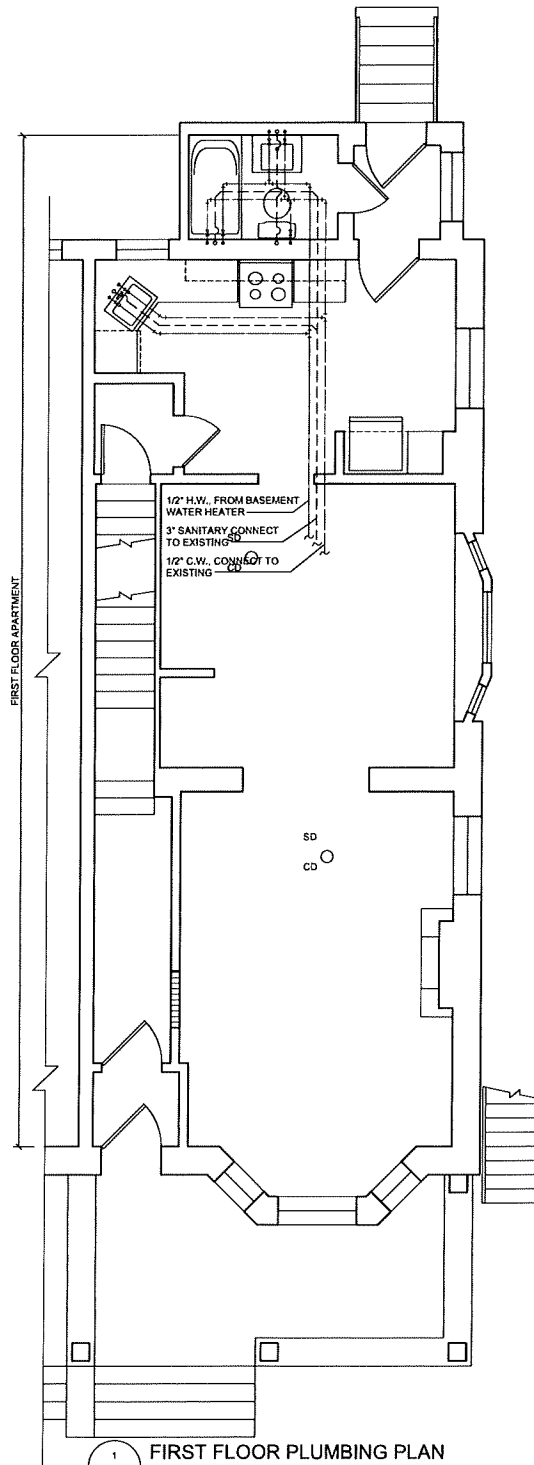 FIRST FLOOR APARTMENT
1/2" H.W., FROM BASEMENT
WATER HEATER
3" SANITARY CONNECT
TO EXISTING
SD
1/2" C.W., CONNECT TO
EXISTING
CD
SD
CD
1
FIRST FLOOR PLUMBING PLAN